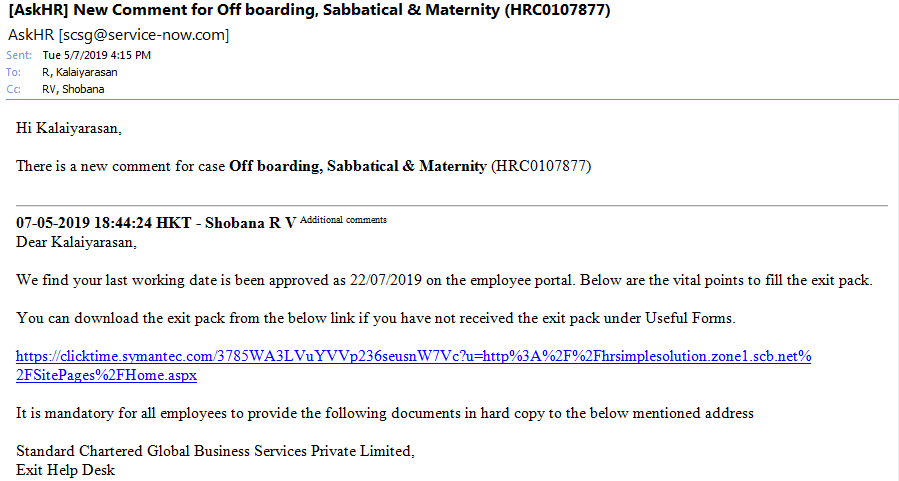 [AskHR] New Comment for Off boarding, Sabbatical & Maternity (HRC0107877)
AskHR [scsg@service-now.com]
Sent: Tue 5/7/2019 4:15 PM
To: R, Kalaiyarasan
Cc: RV, Shobana
Hi Kalaiyarasan,
There is a new comment for case Off boarding, Sabbatical & Maternity (HRC0107877)
07-05-2019 18:44:24 HKT - Shobana R V Additional comments
Dear Kalaiyarasan,
We find your last working date is been approved as 22/07/2019 on the employee portal. Below are the vital points to fill the exit pack.
You can download the exit pack from the below link if you have not received the exit pack under Useful Forms.
https://clicktime.symantec.com/3785WA3LVuYVVp236seusnW7Vc?u=http%3A%2F%2Fhrsimplesolution.zone1.scb.net%
2FSitePages%2FHome.aspx
It is mandatory for all employees to provide the following documents in hard copy to the below mentioned address
Standard Chartered Global Business Services Private Limited,
Exit Help Desk